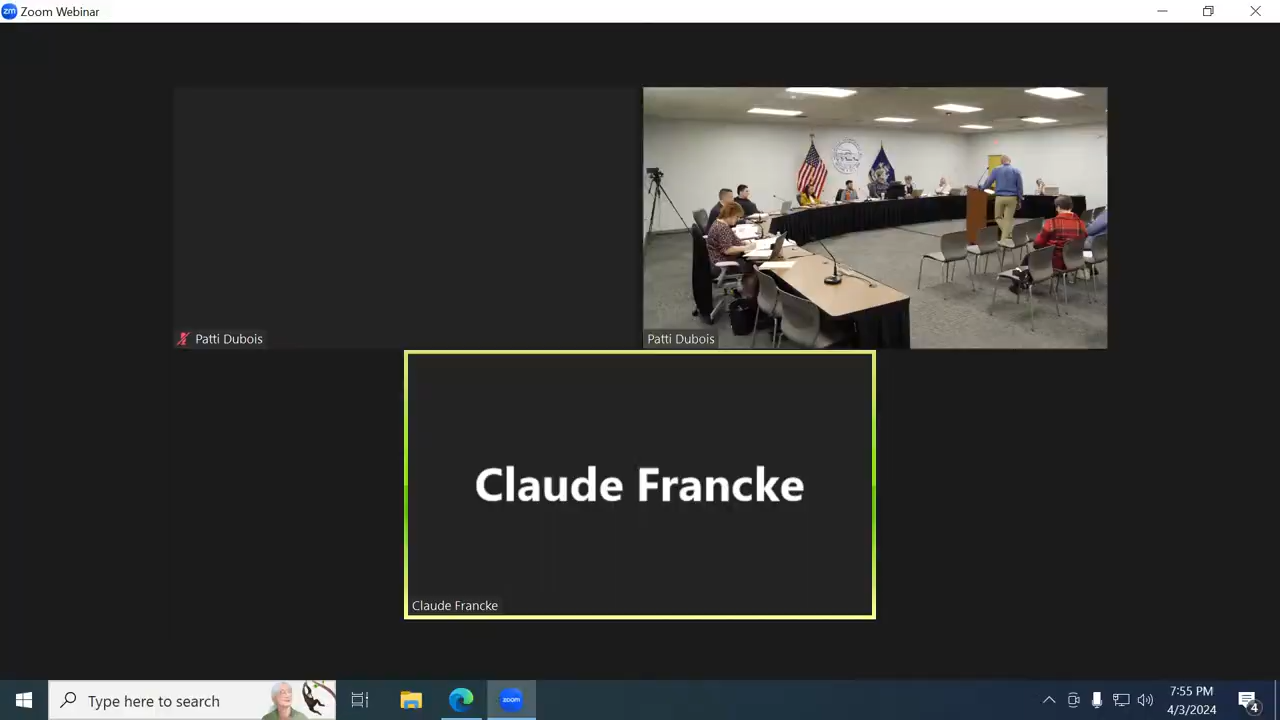 Zoom Webinar
Patti Dubois
Patti Dubois
Claude Francke
Claude Francke
Type here to search
zoom
7:55 PM
4/3/2024
4